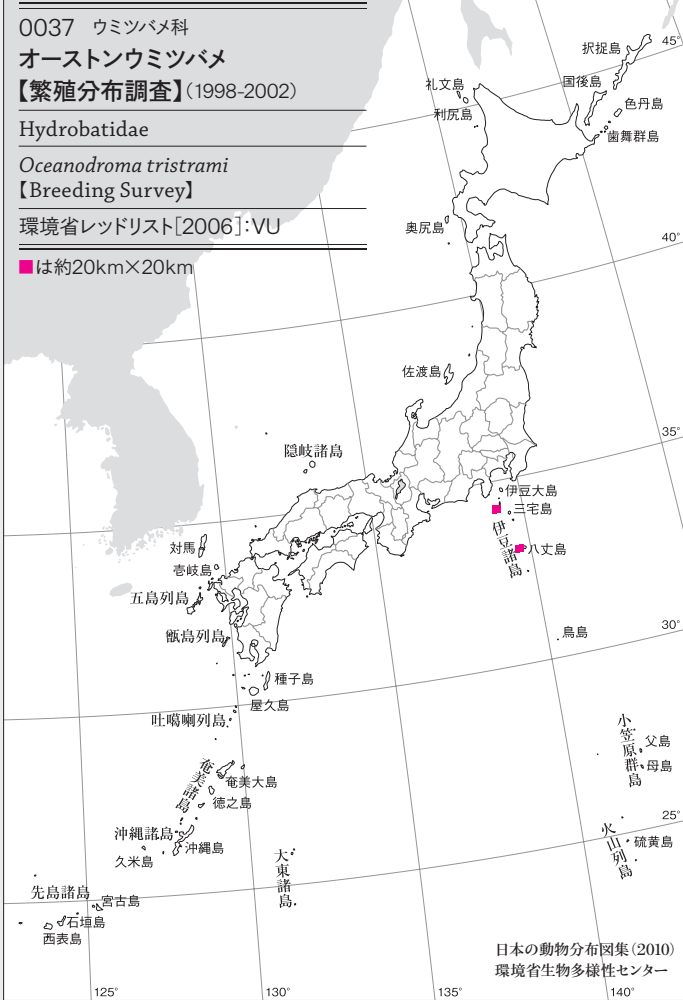 0037 ウミツバメ科
オーストンウミツバメ
【繁殖分布調査】(1998-2002)
Hydrobatidae
Oceanodroma tristrami
【Breeding Survey】
環境省レッドリスト[2006]:VU
■は約20km×20km
45°
択捉島
国後島
色丹島
歯舞群島
礼文島
利尻島
奥尻島
40°
佐渡島
35°
隠岐諸島
伊豆大島
三宅島
伊豆諸島
八丈島
対馬
壱岐島
五島列島
甑島列島
鳥島
30°
種子島
屋久島
吐噶喇列島
小笠原群島
父島
母島
奄美諸島
奄美大島
徳之島
25°
沖縄諸島
沖縄島
久米島
火山列島
硫黄島
大東諸島
先島諸島
宮古島
石垣島
西表島
日本の動物分布図集(2010)
環境省生物多様性センター
125°
130°
135°
140°